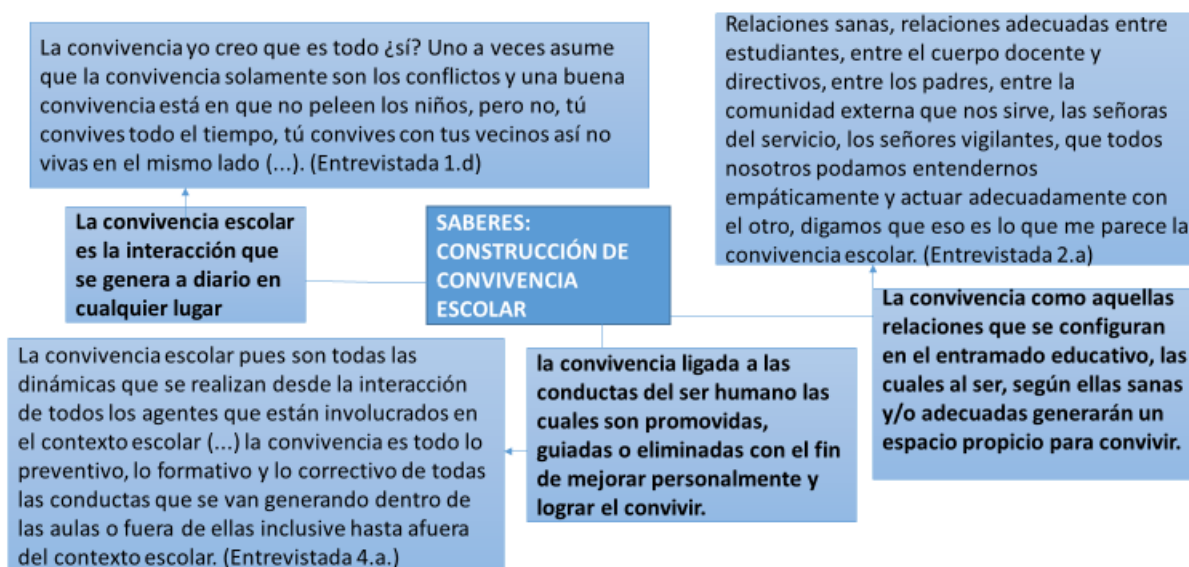 La convivencia yo creo que es todo ¿sí? Uno a veces asume
que la convivencia solamente son los conflictos y una buena
convivencia está en que no peleen los niños, pero no, tú
convives todo el tiempo, tú convives con tus vecinos así no
vivas en el mismo lado (...). (Entrevistada 1.d)
Relaciones sanas, relaciones adecuadas entre
estudiantes, entre el cuerpo docente y
directivos, entre los padres, entre la
comunidad externa que nos sirve, las señoras
del servicio, los señores vigilantes, que todos
nosotros podamos entendernos
empáticamente y actuar adecuadamente con
el otro, digamos que eso es lo que me parece la
convivencia escolar. (Entrevistada 2.a)
La convivencia escolar
es la interacción que
se genera a diario en
cualquier lugar
SABERES:
CONSTRUCCIÓN DE
CONVIVENCIA
ESCOLAR
La convivencia como aquellas
relaciones que se configuran
en el entramado educativo, las
cuales al ser, según ellas sanas
y/o adecuadas generarán un
espacio propicio para convivir.
La convivencia escolar pues son todas las
dinámicas que se realizan desde la interacción
de todos los agentes que están involucrados en
el contexto escolar (...) la convivencia es todo lo
preventivo, lo formativo y lo correctivo de todas
las conductas que se van generando dentro de
las aulas o fuera de ellas inclusive hasta afuera
del contexto escolar. (Entrevistada 4.a.)
la convivencia ligada a las
conductas del ser humano las
cuales son promovidas,
guiadas o eliminadas con el fin
de mejorar personalmente y
lograr el convivir.